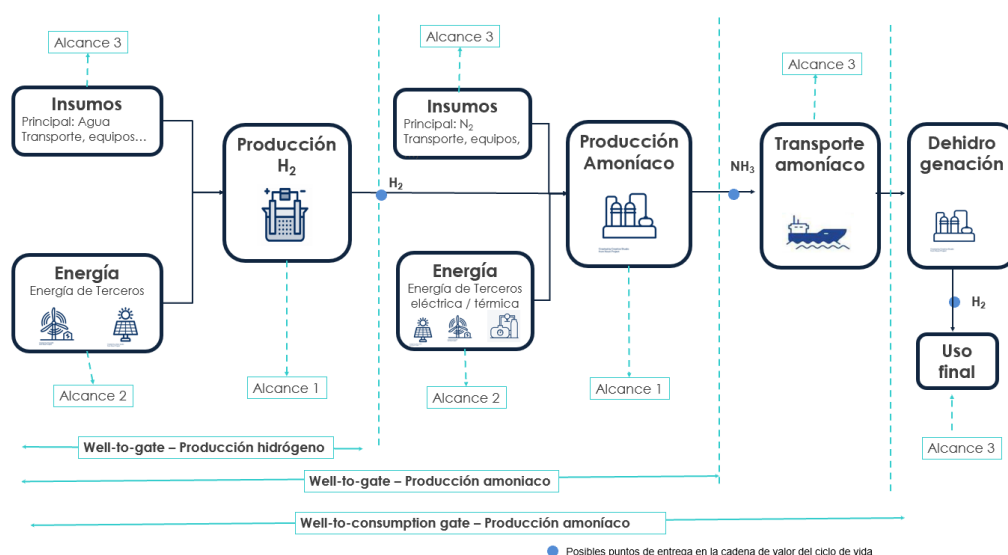 Alcance 3
Insumos
Principal: Agua
Transporte, equipos...
Energía
Energía de Terceros
Alcance 2
Producción
H₂
Alcance 1
H₂
Alcance 3
Insumos
Principal: N₂
Transporte, equipos,
Energía
Energía de Terceros
eléctrica / térmica
Alcance 2
Producción
Amoníaco
Alcance 1
NH₃
Alcance 3
Transporte
amoníaco
Dehidro
genación
H₂
Uso
final
Alcance 3
Well-to-gate – Producción hidrógeno
Well-to-gate – Producción amoniaco
Well-to-consumption gate – Producción amoníaco
Posibles puntos de entrega en la cadena de valor del ciclo de vida